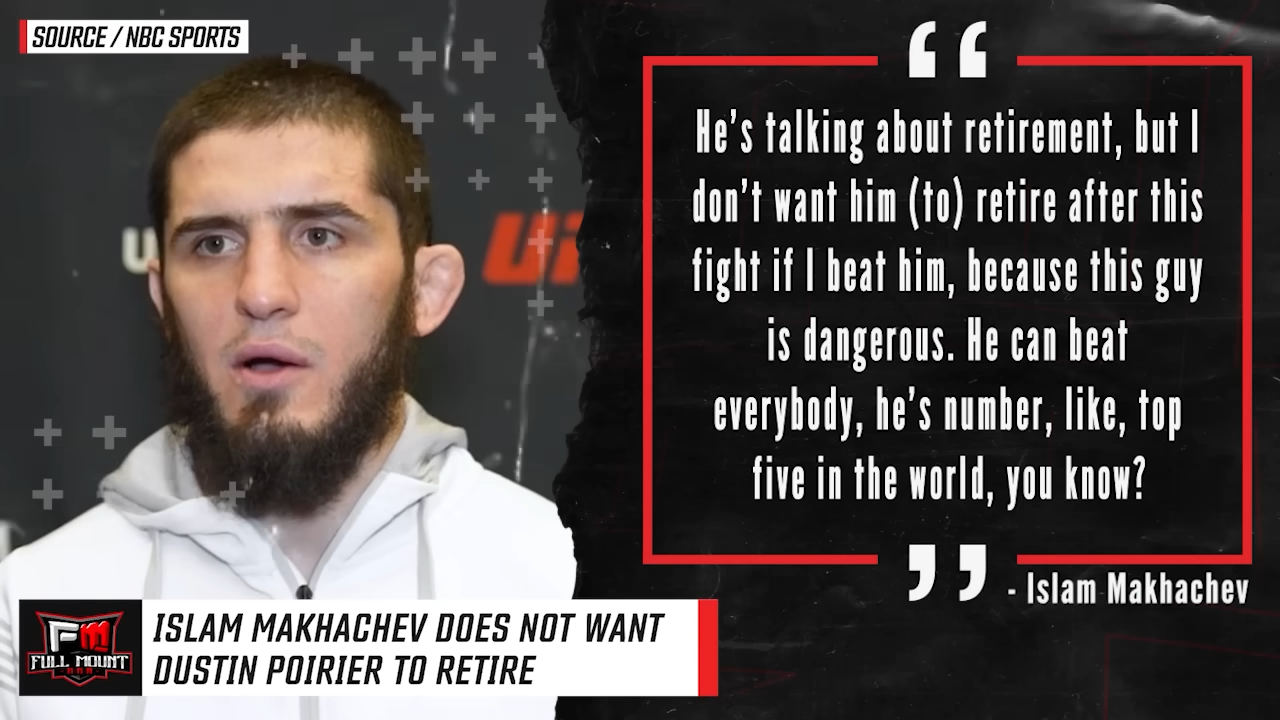 SOURCE / NBC SPORTS
“
He’s talking about retirement, but I
don’t want him (to) retire after this
fight if I beat him, because this guy
is dangerous. He can beat
everybody, he’s number, like, top
five in the world, you know?
”
- Islam Makhachev
ISLAM MAKHACHEV DOES NOT WANT
DUSTIN POIRIER TO RETIRE
FM
FULL MOUNT